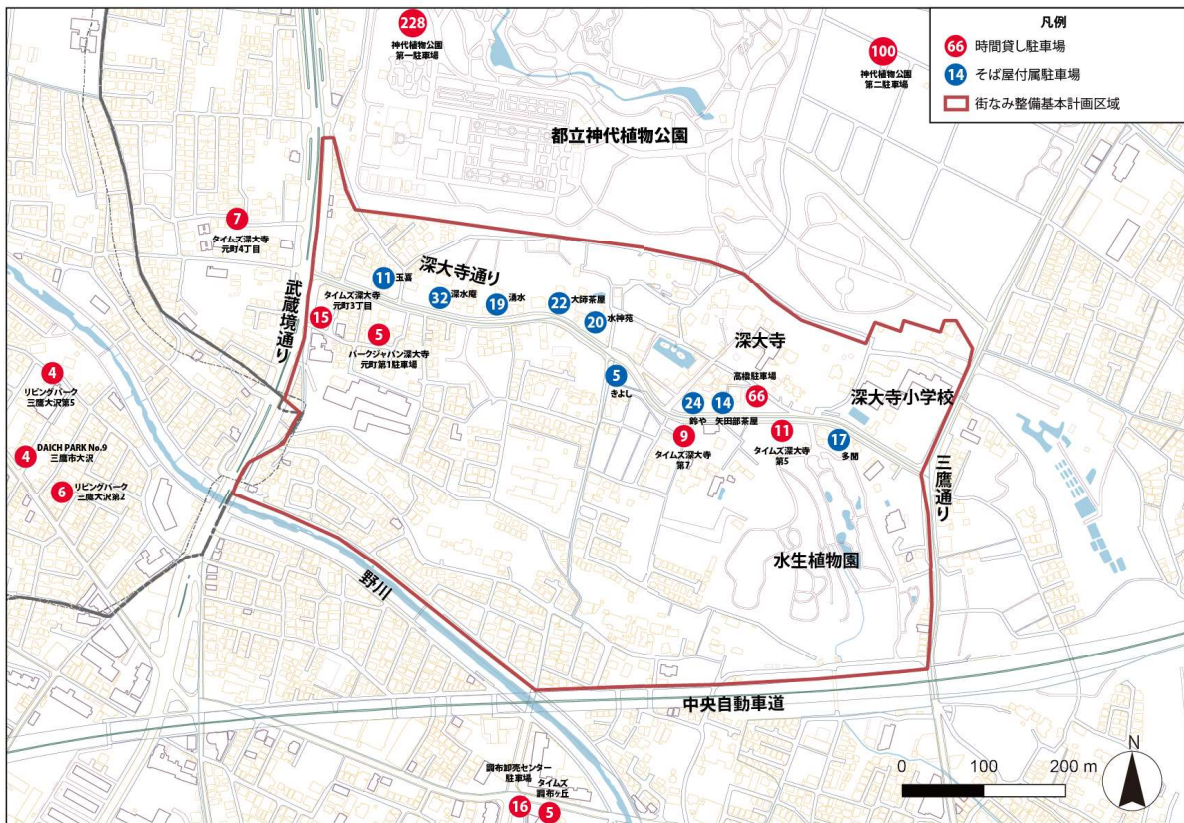 凡例
66 時間貸し駐車場
14 そば屋付属駐車場
街なみ整備基本計画区域
228
神代植物公園
第一駐車場
100
神代植物公園
第二駐車場
都立神代植物公園
7
タイムズ深大寺
元町4丁目
武蔵境通り
深大寺通り
11 玉喜
タイムズ深大寺
元町3丁目
15
32 深水庵
19 湧水
22 大師茶屋
20 水神苑
5
パークジャパン深大寺
元町第1駐車場
深大寺
高橋駐車場
66
深大寺小学校
5
きよし
24
鈴や
14
矢田部茶屋
9
タイムズ深大寺
第7
11
タイムズ深大寺
第5
17
多聞
三鷹通り
4
リビングパーク
三鷹大沢第5
DAICH PARK No.9
4 三鷹市大沢
6 リビングパーク
三鷹大沢第2
水生植物園
野川
中央自動車道
調布卸売センター
駐車場
タイムズ
調布ヶ丘
16
5
0 100 200 m
N